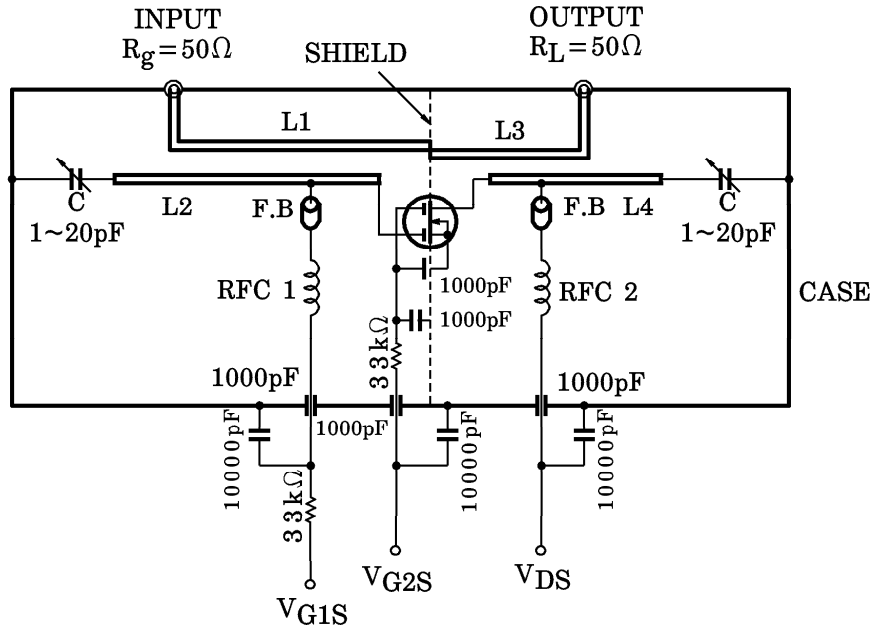 INPUT
Rg=50Ω
OUTPUT
RL=50Ω
SHIELD
L1
L3
C
1~20pF
L2
F.B
F.B
L4
C
1~20pF
RFC 1
1000pF
RFC 2
CASE
1000pF
33kΩ
1000pF
1000pF
1000pF
10000pF
10000pF
10000pF
33kΩ
VG1S
VG2S
VDS